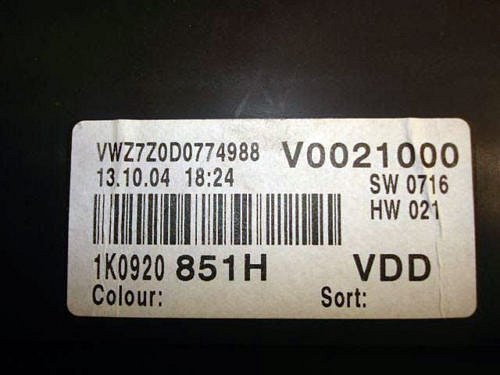 VWZ7Z0D0774988 V0021000
13.10.04 18:24 SW 0716
HW 021
1K0920 851H VDD
Colour: Sort: